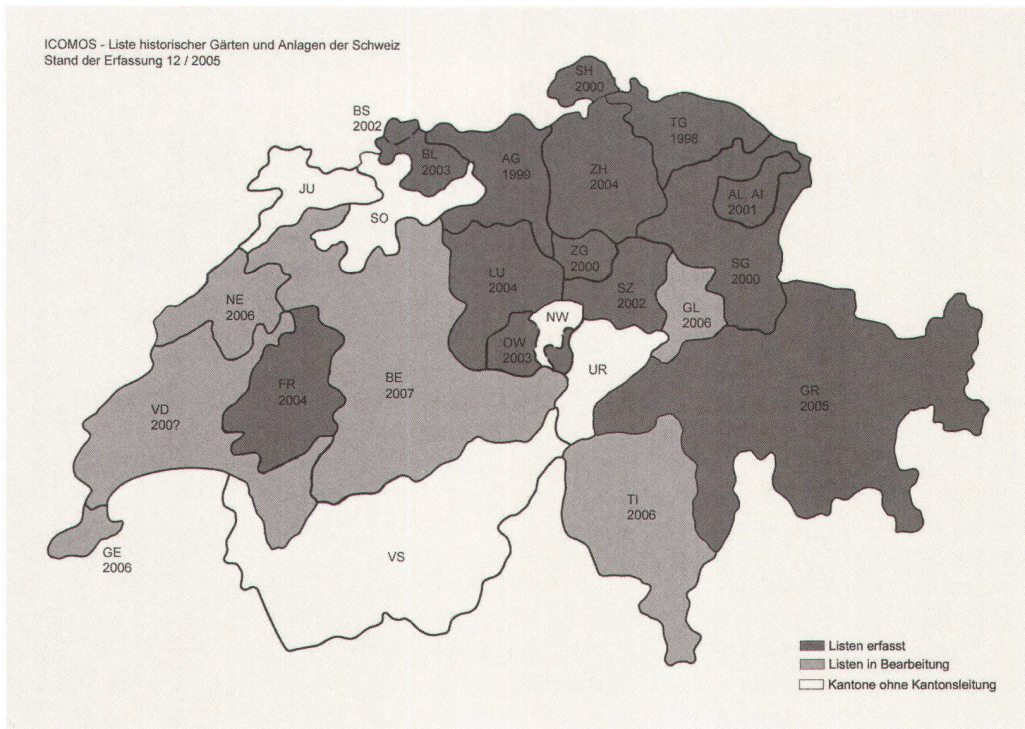 ICOMOS - Liste historischer Gärten und Anlagen der Schweiz
Stand der Erfassung 12 / 2005
SH
2000
BS
2002
TG
1998
BL
2003
AG
1999
ZH
2004
JU
AL, AI
2001
SO
ZG
2000
SG
2000
LU
2004
SZ
2002
NE
2006
GL
2006
NW
OW
2003
UR
FR
2004
BE
2007
GR
2005
VD
200?
TI
2006
GE
2006
VS
Listen erfasst
Listen in Bearbeitung
Kantone ohne Kantonsleitung